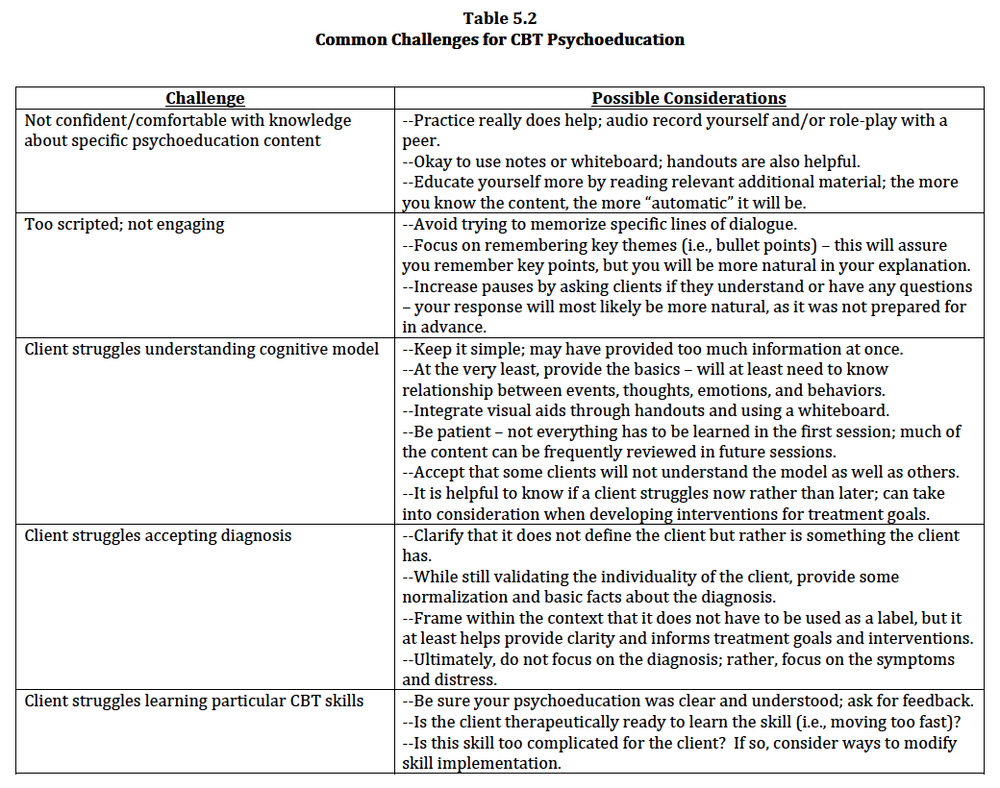 Table 5.2
Common Challenges for CBT Psychoeducation
Challenge
Possible Considerations
Not confident/comfortable with knowledge
about specific psychoeducation content
--Practice really does help; audio record yourself and/or role-play with a
peer.
--Okay to use notes or whiteboard; handouts are also helpful.
--Educate yourself more by reading relevant additional material; the more
you know the content, the more “automatic” it will be.
Too scripted; not engaging
--Avoid trying to memorize specific lines of dialogue.
--Focus on remembering key themes (i.e., bullet points) – this will assure
you remember key points, but you will be more natural in your explanation.
--Increase pauses by asking clients if they understand or have any questions
– your response will most likely be more natural, as it was not prepared for
in advance.
Client struggles understanding cognitive model
--Keep it simple; may have provided too much information at once.
--At the very least, provide the basics – will at least need to know
relationship between events, thoughts, emotions, and behaviors.
--Integrate visual aids through handouts and using a whiteboard.
--Be patient – not everything has to be learned in the first session; much of
the content can be frequently reviewed in future sessions.
--Accept that some clients will not understand the model as well as others.
--It is helpful to know if a client struggles now rather than later; can take
into consideration when developing interventions for treatment goals.
Client struggles accepting diagnosis
--Clarify that it does not define the client but rather is something the client
has.
--While still validating the individuality of the client, provide some
normalization and basic facts about the diagnosis.
--Frame within the context that it does not have to be used as a label, but it
at least helps provide clarity and informs treatment goals and interventions.
--Ultimately, do not focus on the diagnosis; rather, focus on the symptoms
and distress.
Client struggles learning particular CBT skills
--Be sure your psychoeducation was clear and understood; ask for feedback.
--Is the client therapeutically ready to learn the skill (i.e., moving too fast)?
--Is this skill too complicated for the client?  If so, consider ways to modify
skill implementation.